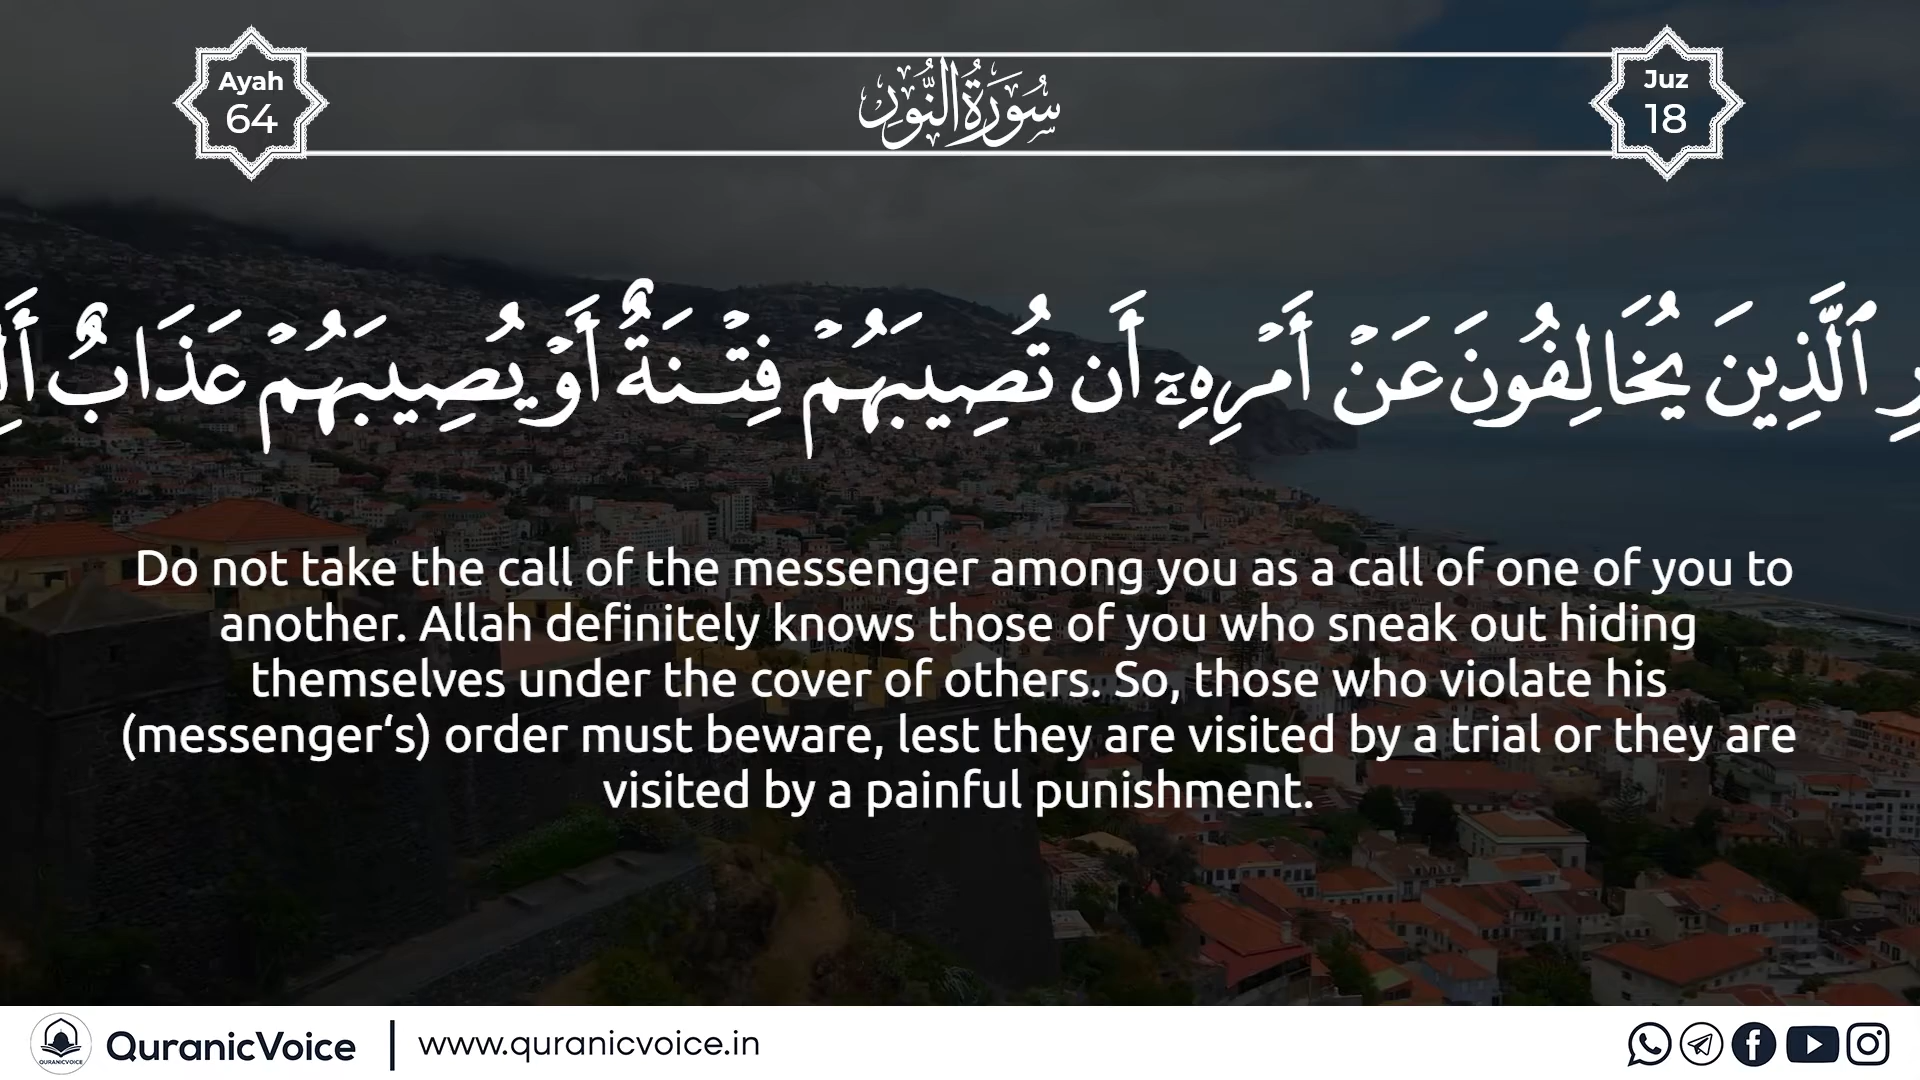 Ayah
64
سُورَةُ النُّورِ
Juz
18
ٱلَّذِينَ يُخَالِفُونَ عَنْ أَمْرِهِۦٓ أَن تُصِيبَهُمْ فِتْنَةٌ أَوْ يُصِيبَهُمْ عَذَابٌ
Do not take the call of the messenger among you as a call of one of you to
another. Allah definitely knows those of you who sneak out hiding
themselves under the cover of others. So, those who violate his
(messenger‘s) order must beware, lest they are visited by a trial or they are
visited by a painful punishment.
QURANICVOICE
QuranicVoice
www.quranicvoice.in